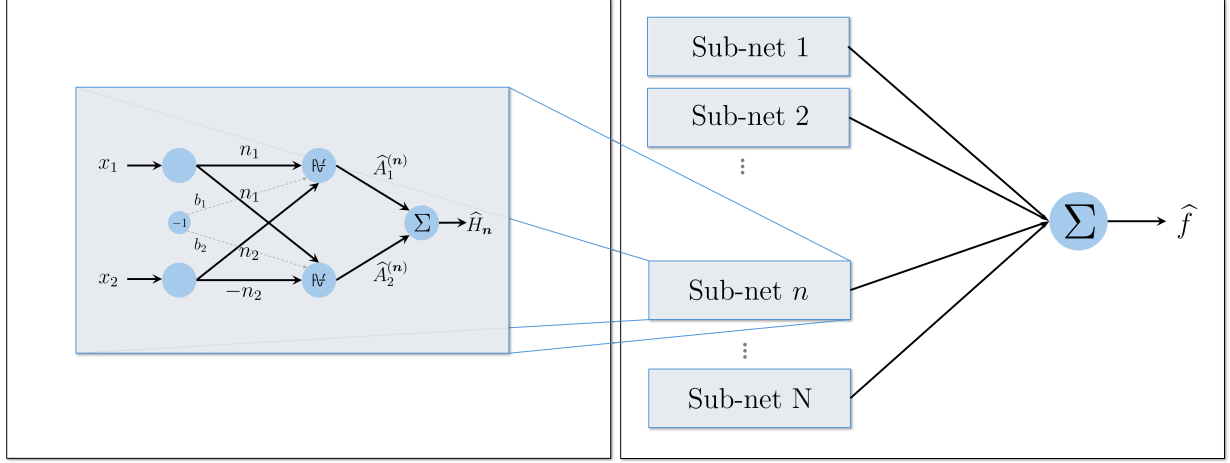 x₁
n₁
Â₁⁽ⁿ⁾
b₁
n₁
−1
Σ
Ĥₙ
b₂
n₂
x₂
−n₂
Â₂⁽ⁿ⁾
Sub-net 1
Sub-net 2
⋮
Sub-net n
⋮
Sub-net N
Σ
f̂